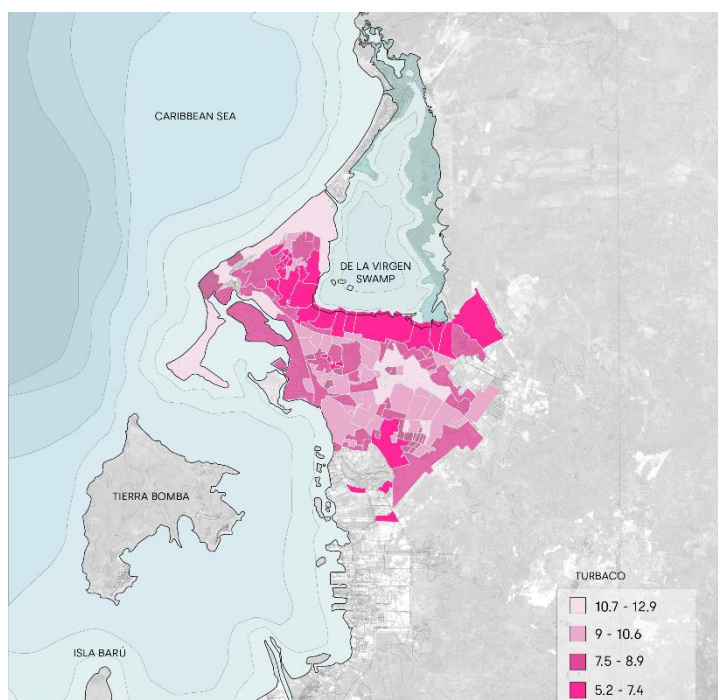 CARIBBEAN SEA
DE LA VIRGEN
SWAMP
TIERRA BOMBA
ISLA BARÚ
TURBACO
10.7 - 12.9
9 - 10.6
7.5 - 8.9
5.2 - 7.4